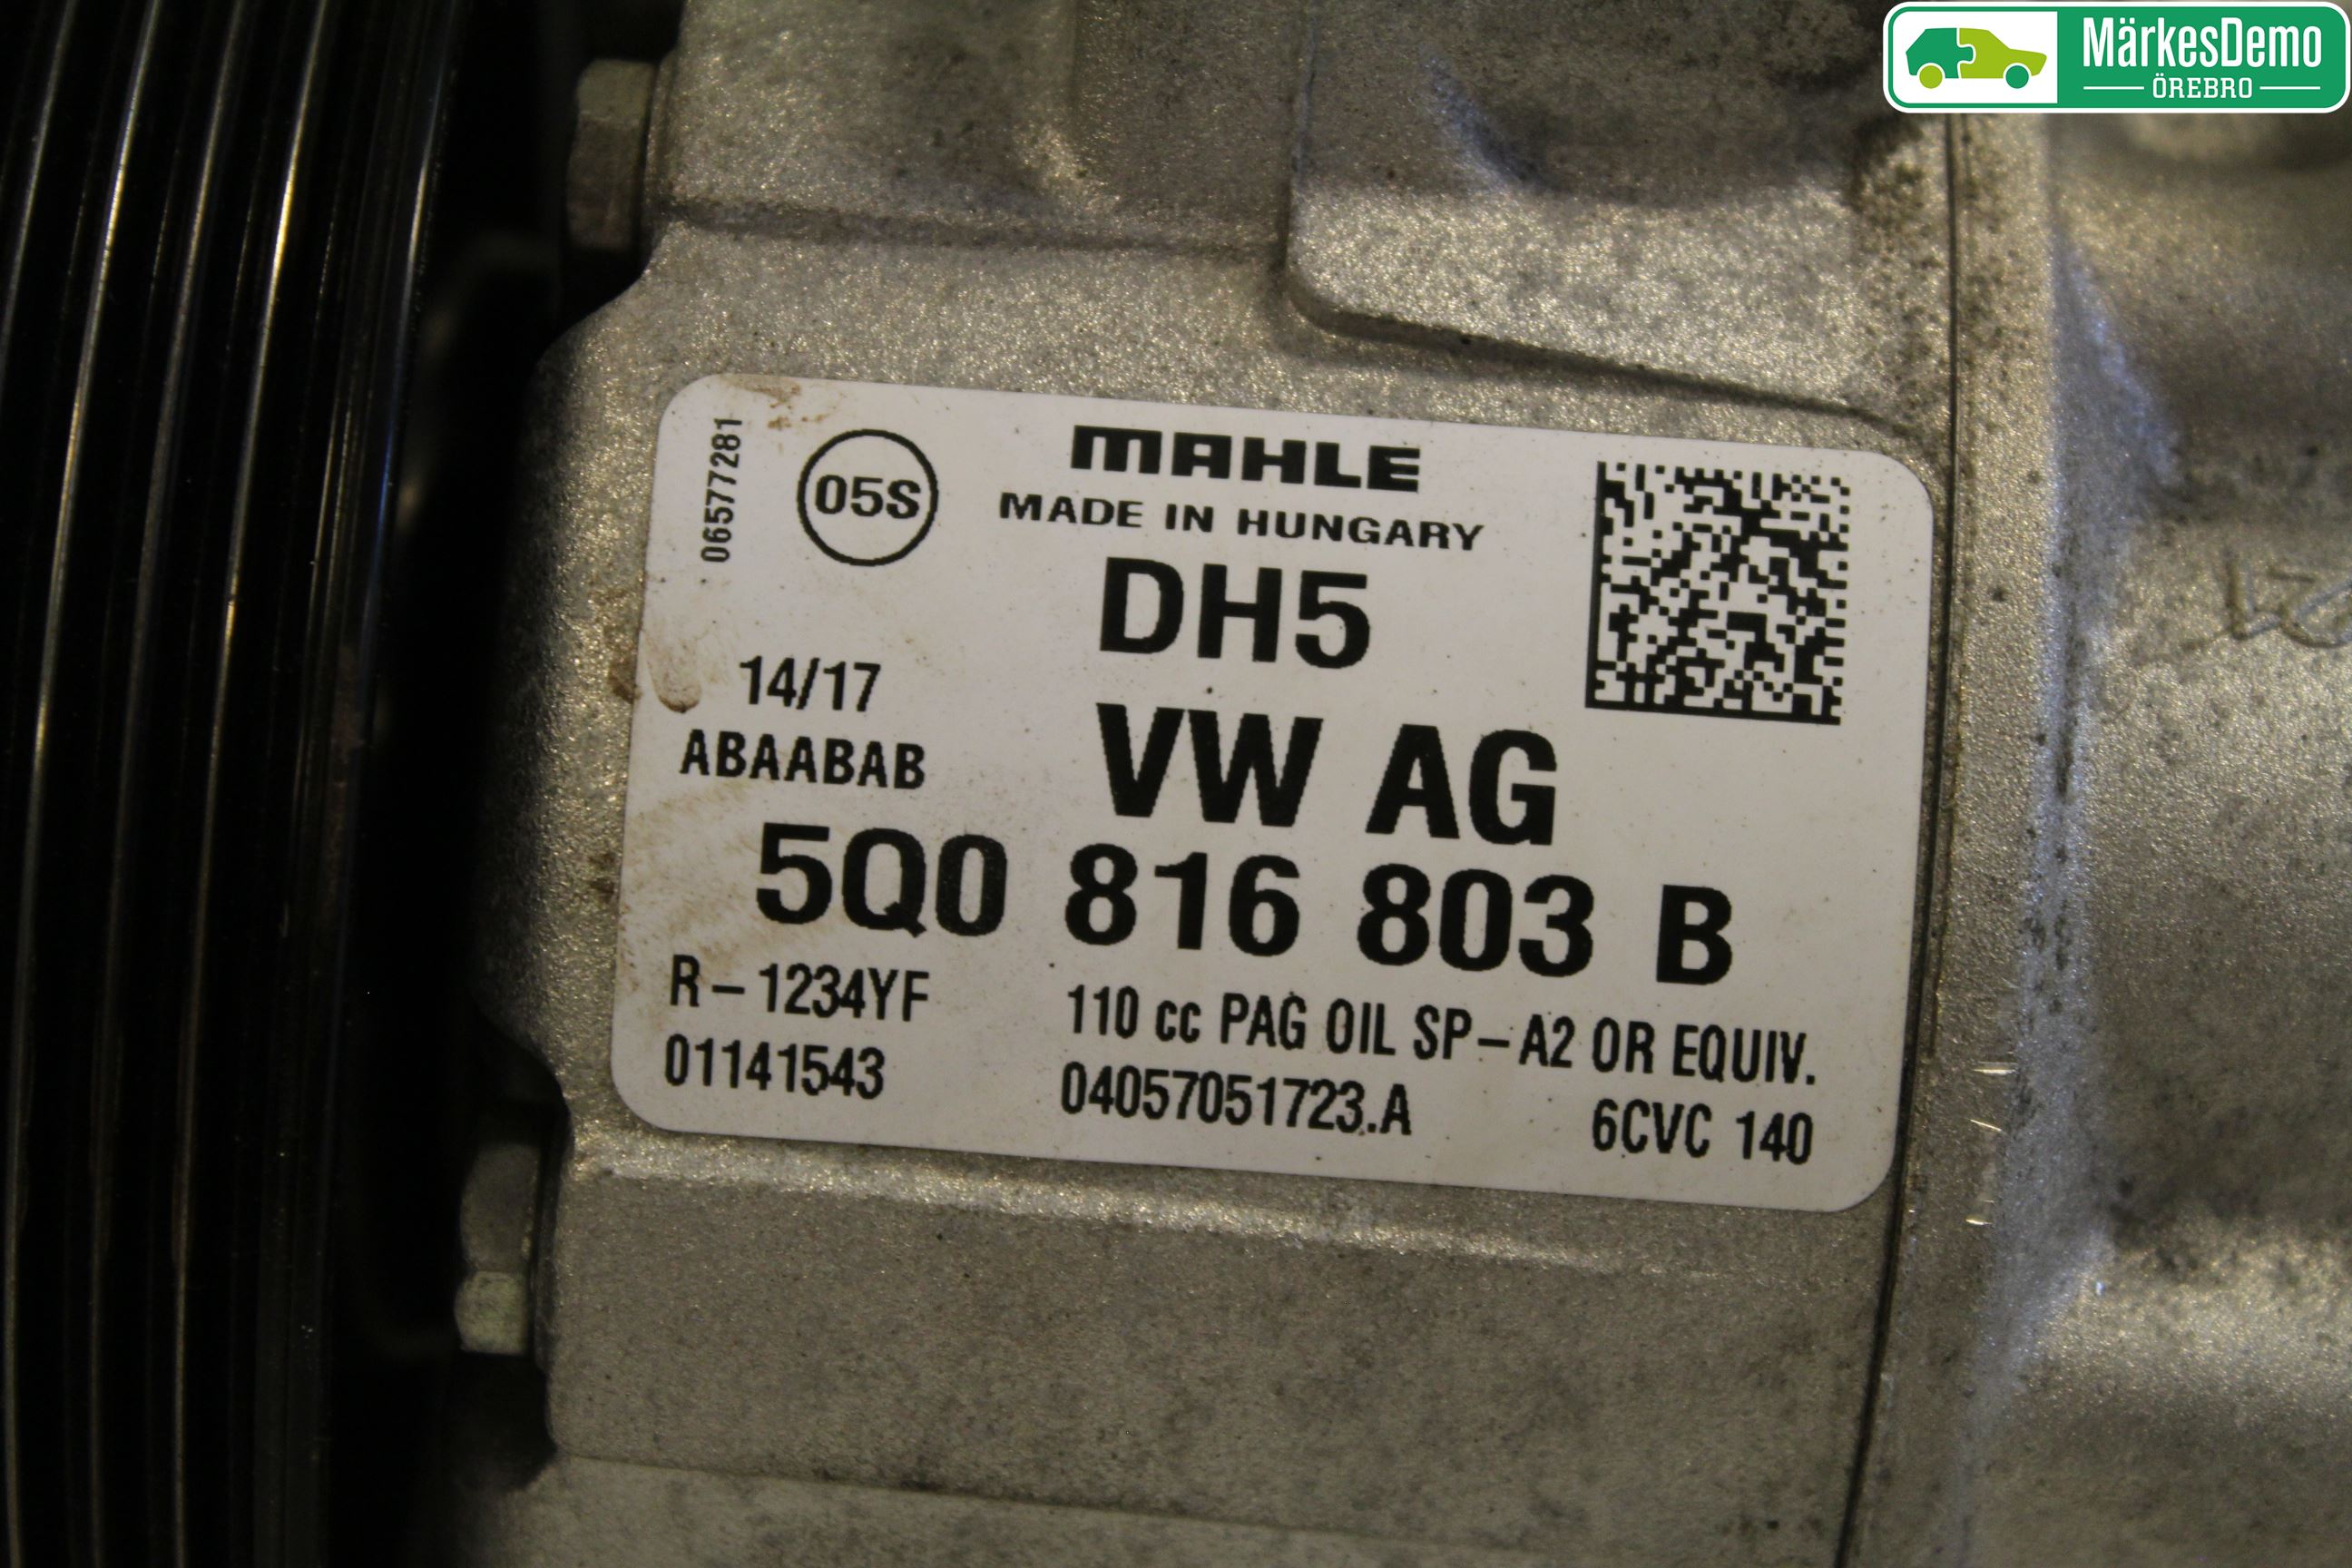 MärkesDemo
ÖREBRO
06577281
05S
MAHLE
MADE IN HUNGARY
DH5
14/17
ABAABAB
VW AG
5Q0 816 803 B
R-1234YF
110 cc PAG OIL SP-A2 OR EQUIV.
01141543
04057051723.A
6CVC 140